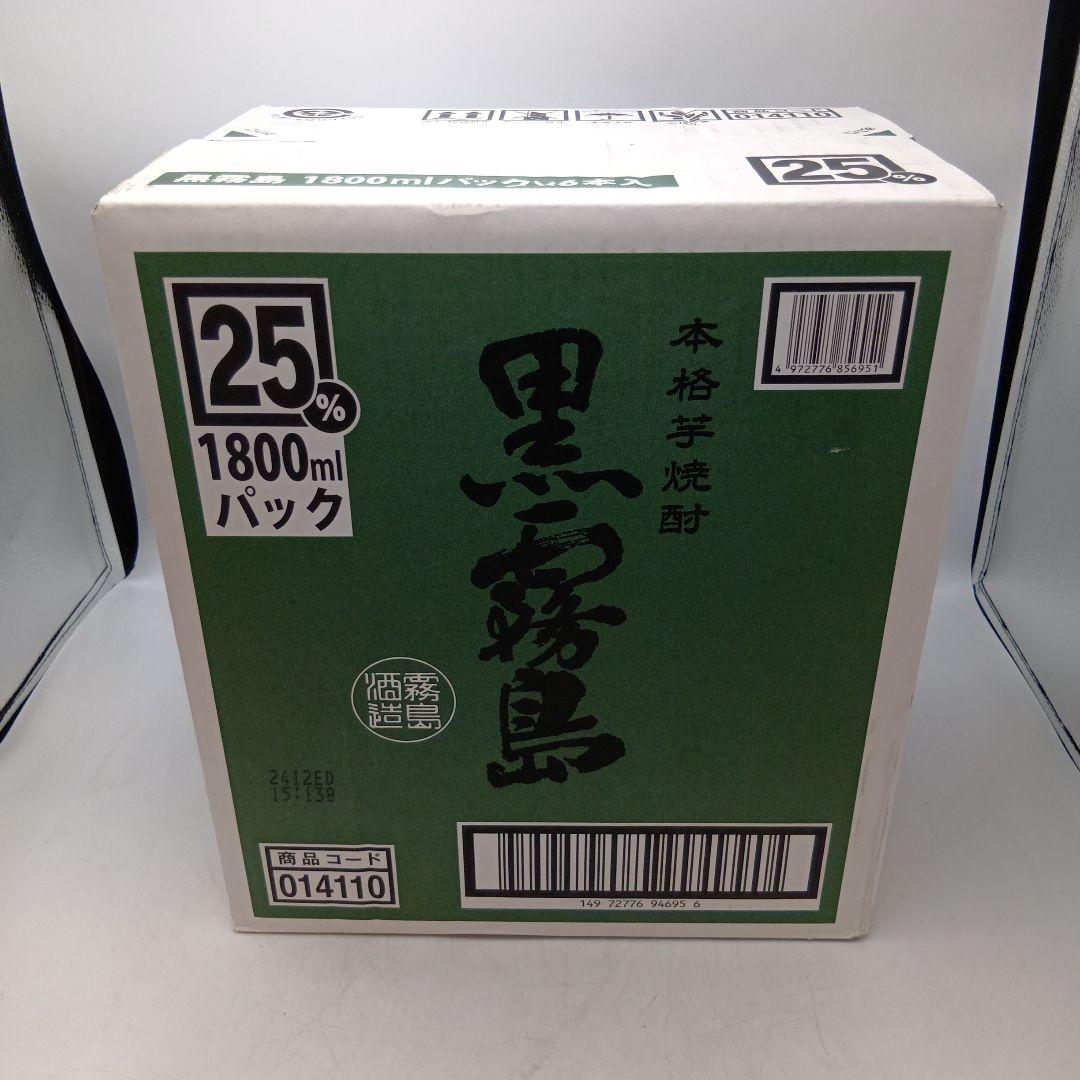 014110
黒霧島 1800mlパック×6本入
25%
25%
1800ml
パック
本格芋焼酎
黒霧島
4 972776 856951
霧島
酒造
2412ED
15:13B
商品コード
014110
149 72776 94695 6